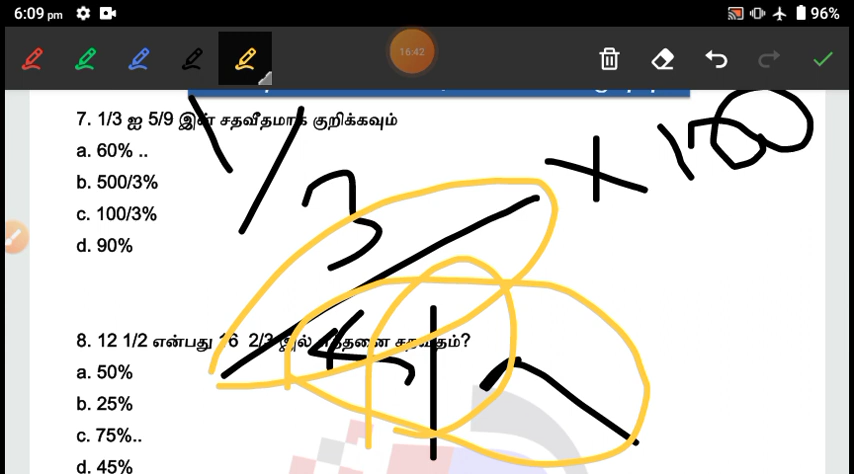 6:09 pm 96%
16:42
7. 1/3 ஐ 5/9 இன் சதவீதமாக குறிக்கவும்
a. 60% ..
b. 500/3%
c. 100/3%
d. 90%
1/3 × 100
8. 12 1/2 என்பது 16 2/3 இல் எத்தனை சதவீதம்?
a. 50%
b. 25%
c. 75%..
d. 45%